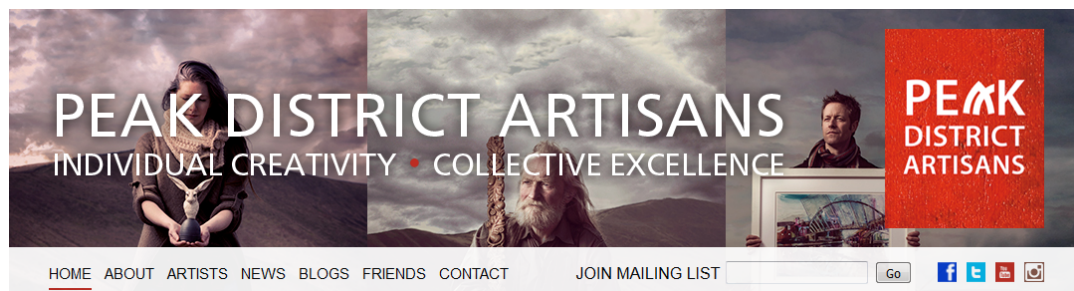 PEAK DISTRICT ARTISANS
INDIVIDUAL CREATIVITY • COLLECTIVE EXCELLENCE
PEAK
DISTRICT
ARTISANS
HOME ABOUT ARTISTS NEWS BLOGS FRIENDS CONTACT JOIN MAILING LIST Go